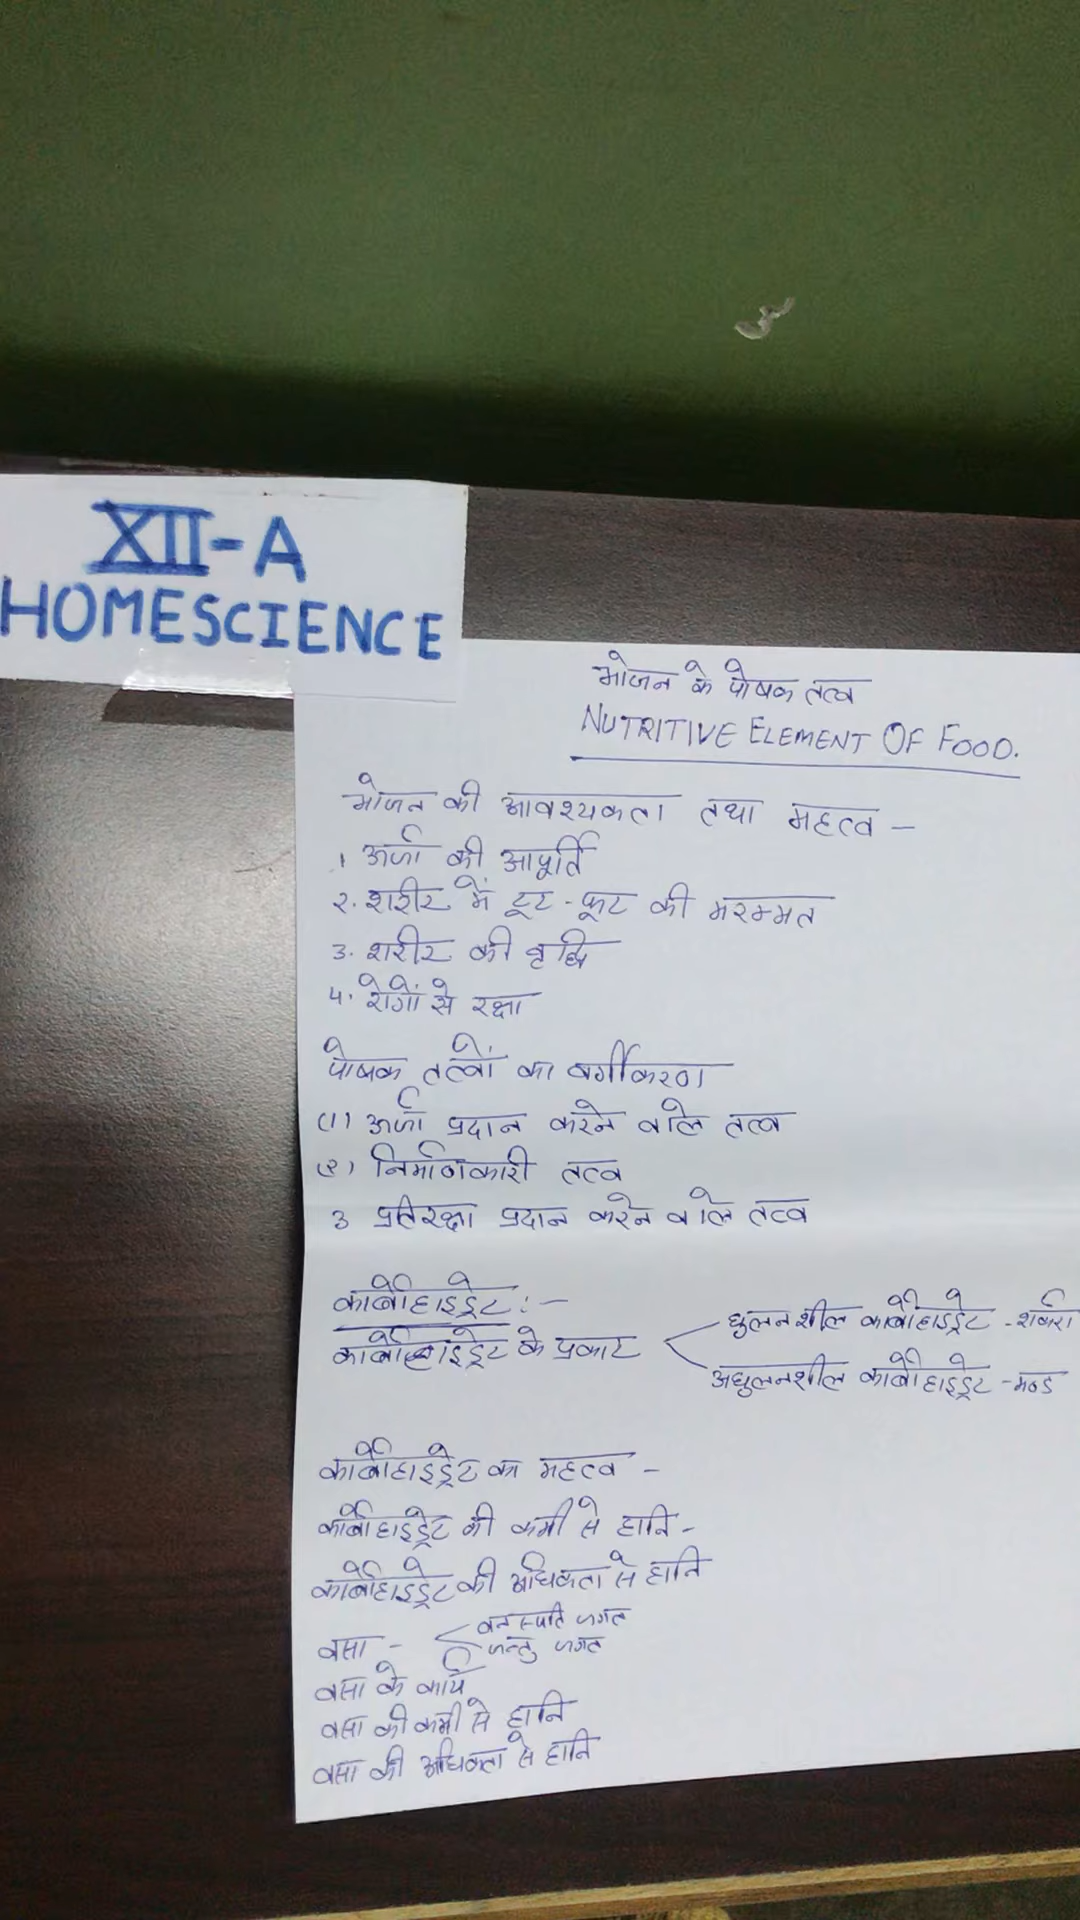 XII-A
HOMESCIENCE
भोजन के पोषक तत्व
NUTRITIVE ELEMENT OF FOOD.
भोजन की आवश्यकता तथा महत्व –
1 ऊर्जा की आपूर्ति
२. शरीर में टूट-फूट की मरम्मत
3. शरीर की वृद्धि
4. रोगों से रक्षा
पोषक तत्वों का वर्गीकरण
(1) ऊर्जा प्रदान करने वाले तत्व
(२) निर्माणकारी तत्व
3 प्रतिरक्षा प्रदान करने वाले तत्व
कार्बोहाइड्रेट :-
कार्बोहाइड्रेट के प्रकार
घुलनशील कार्बोहाइड्रेट - शर्करा
अघुलनशील कार्बोहाइड्रेट - मण्ड
कार्बोहाइड्रेट का महत्व –
कार्बोहाइड्रेट की कमी से हानि -
कार्बोहाइड्रेट की अधिकता से हानि
वसा -
वनस्पति जगत
जन्तु जगत
वसा के कार्य
वसा की कमी से हानि
वसा की अधिकता से हानि